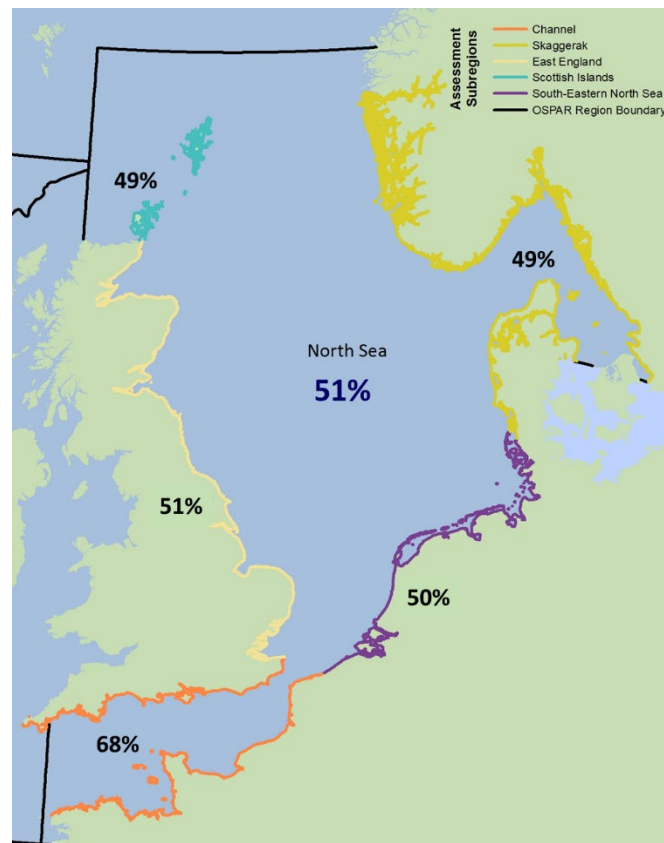 Assessment
Subregions
Channel
Skaggerak
East England
Scottish Islands
South-Eastern North Sea
OSPAR Region Boundary
49%
49%
North Sea
51%
51%
50%
68%